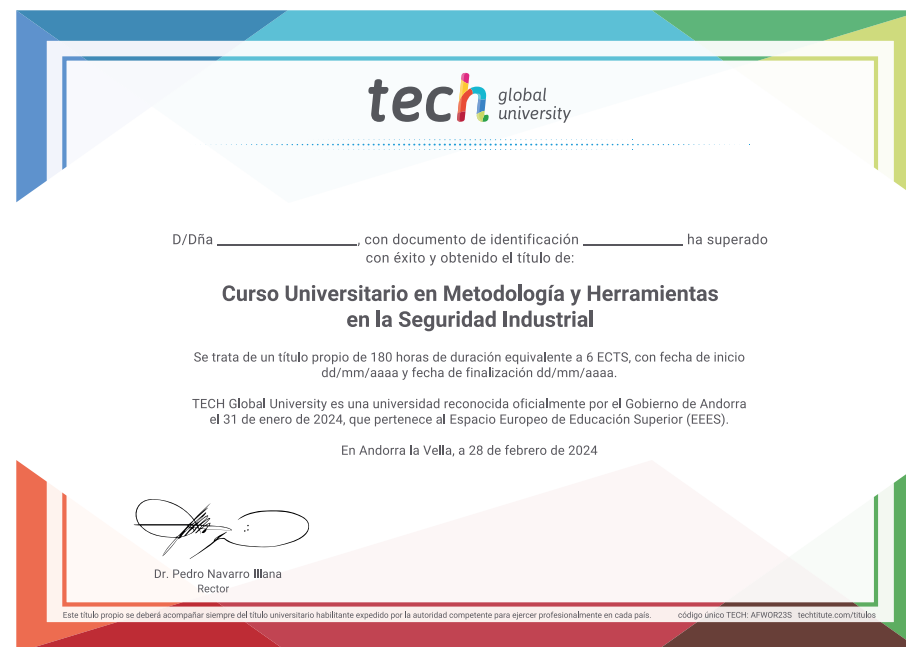 tech global university
D/Dña ______________, con documento de identificación __________ ha superado
con éxito y obtenido el título de:
Curso Universitario en Metodología y Herramientas
en la Seguridad Industrial
Se trata de un título propio de 180 horas de duración equivalente a 6 ECTS, con fecha de inicio
dd/mm/aaaa y fecha de finalización dd/mm/aaaa.
TECH Global University es una universidad reconocida oficialmente por el Gobierno de Andorra
el 31 de enero de 2024, que pertenece al Espacio Europeo de Educación Superior (EEES).
En Andorra la Vella, a 28 de febrero de 2024
Dr. Pedro Navarro Illana
Rector
Este título propio se deberá acompañar siempre del título universitario habilitante expedido por la autoridad competente para ejercer profesionalmente en cada país. código único TECH: AFWOR23S techtitute.com/titulos